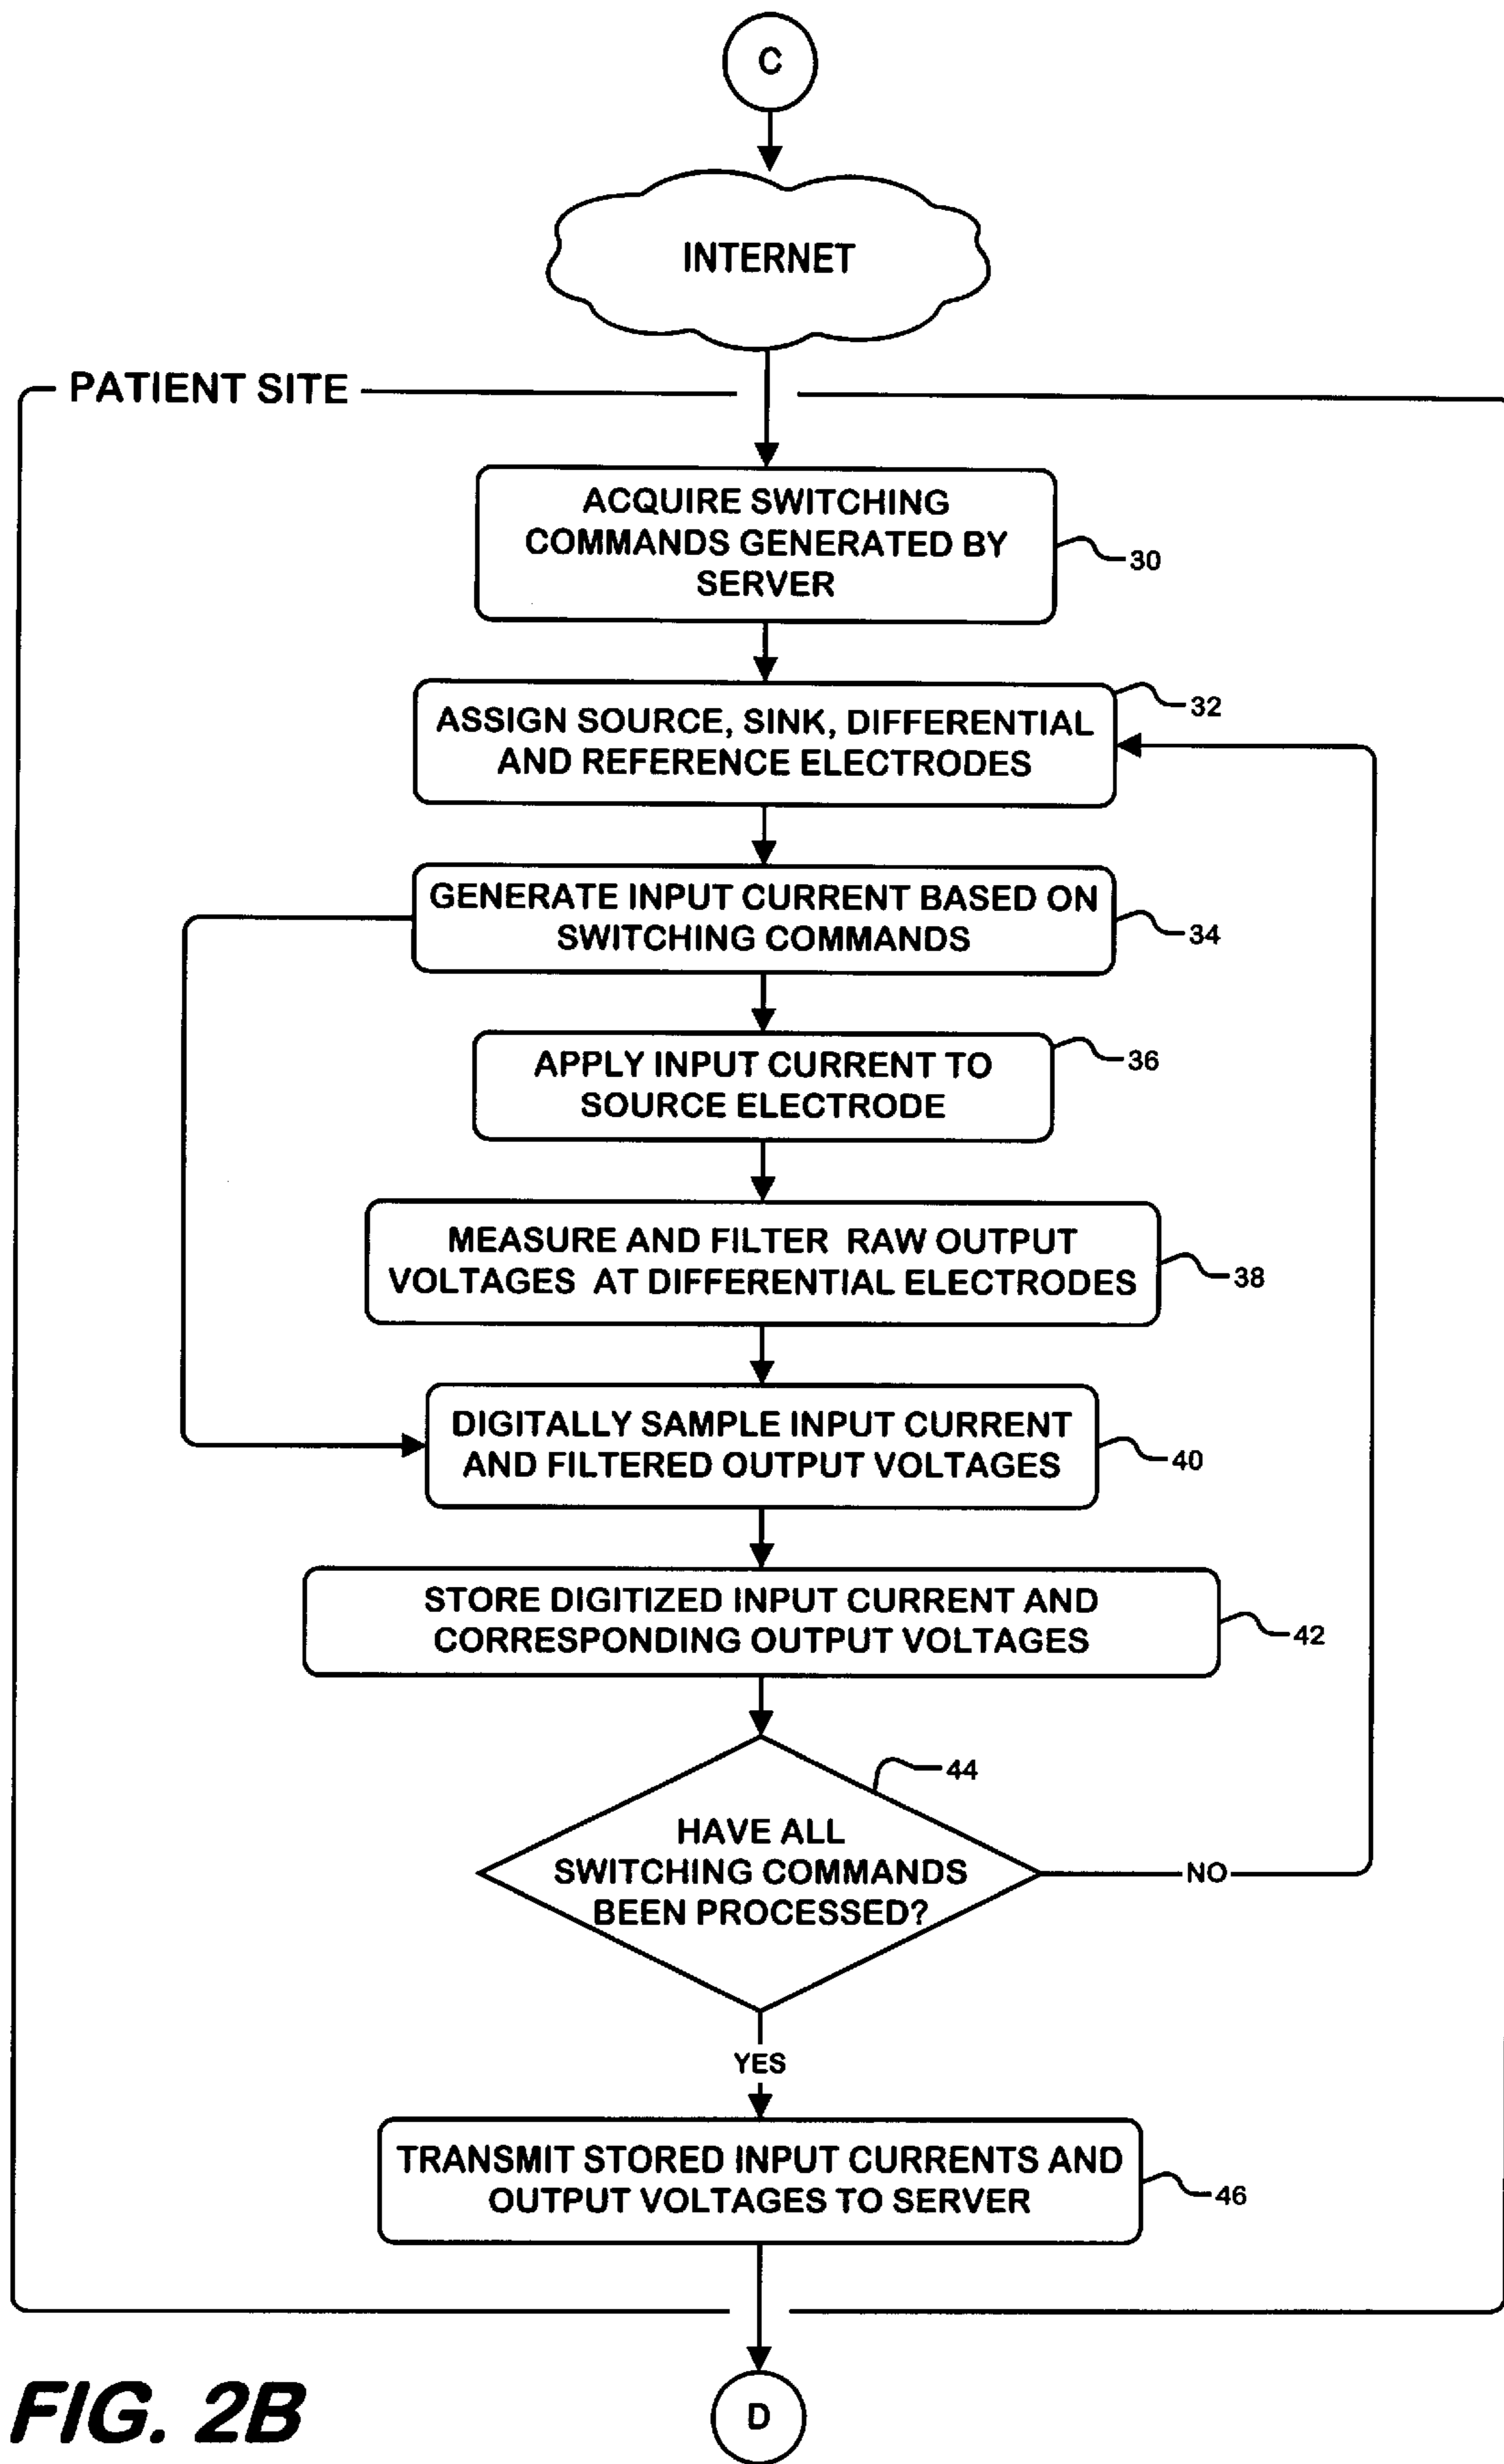 C
INTERNET
PATIENT SITE
ACQUIRE SWITCHING
COMMANDS GENERATED BY
SERVER
30
ASSIGN SOURCE, SINK, DIFFERENTIAL
AND REFERENCE ELECTRODES
32
GENERATE INPUT CURRENT BASED ON
SWITCHING COMMANDS
34
APPLY INPUT CURRENT TO
SOURCE ELECTRODE
36
MEASURE AND FILTER RAW OUTPUT
VOLTAGES AT DIFFERENTIAL ELECTRODES
38
DIGITALLY SAMPLE INPUT CURRENT
AND FILTERED OUTPUT VOLTAGES
40
STORE DIGITIZED INPUT CURRENT AND
CORRESPONDING OUTPUT VOLTAGES
42
44
HAVE ALL
SWITCHING COMMANDS
BEEN PROCESSED?
NO
YES
TRANSMIT STORED INPUT CURRENTS AND
OUTPUT VOLTAGES TO SERVER
46
D
FIG. 2B